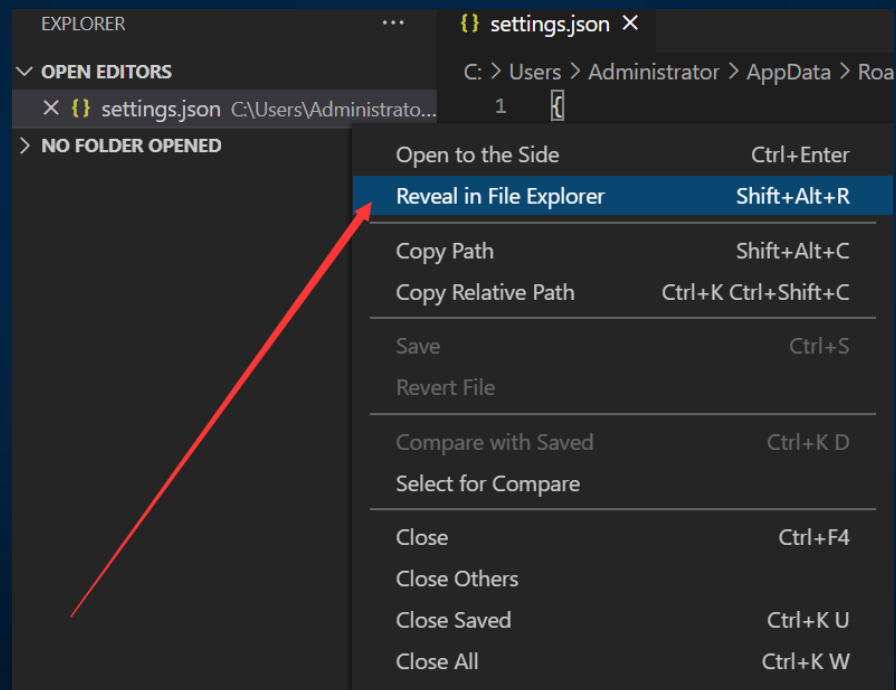 EXPLORER ···
{} settings.json ×
OPEN EDITORS
C: > Users > Administrator > AppData > Roa
× {} settings.json C:\Users\Administrato...
1 {
NO FOLDER OPENED
Open to the Side Ctrl+Enter
Reveal in File Explorer Shift+Alt+R
Copy Path Shift+Alt+C
Copy Relative Path Ctrl+K Ctrl+Shift+C
Save Ctrl+S
Revert File
Compare with Saved Ctrl+K D
Select for Compare
Close Ctrl+F4
Close Others
Close Saved Ctrl+K U
Close All Ctrl+K W